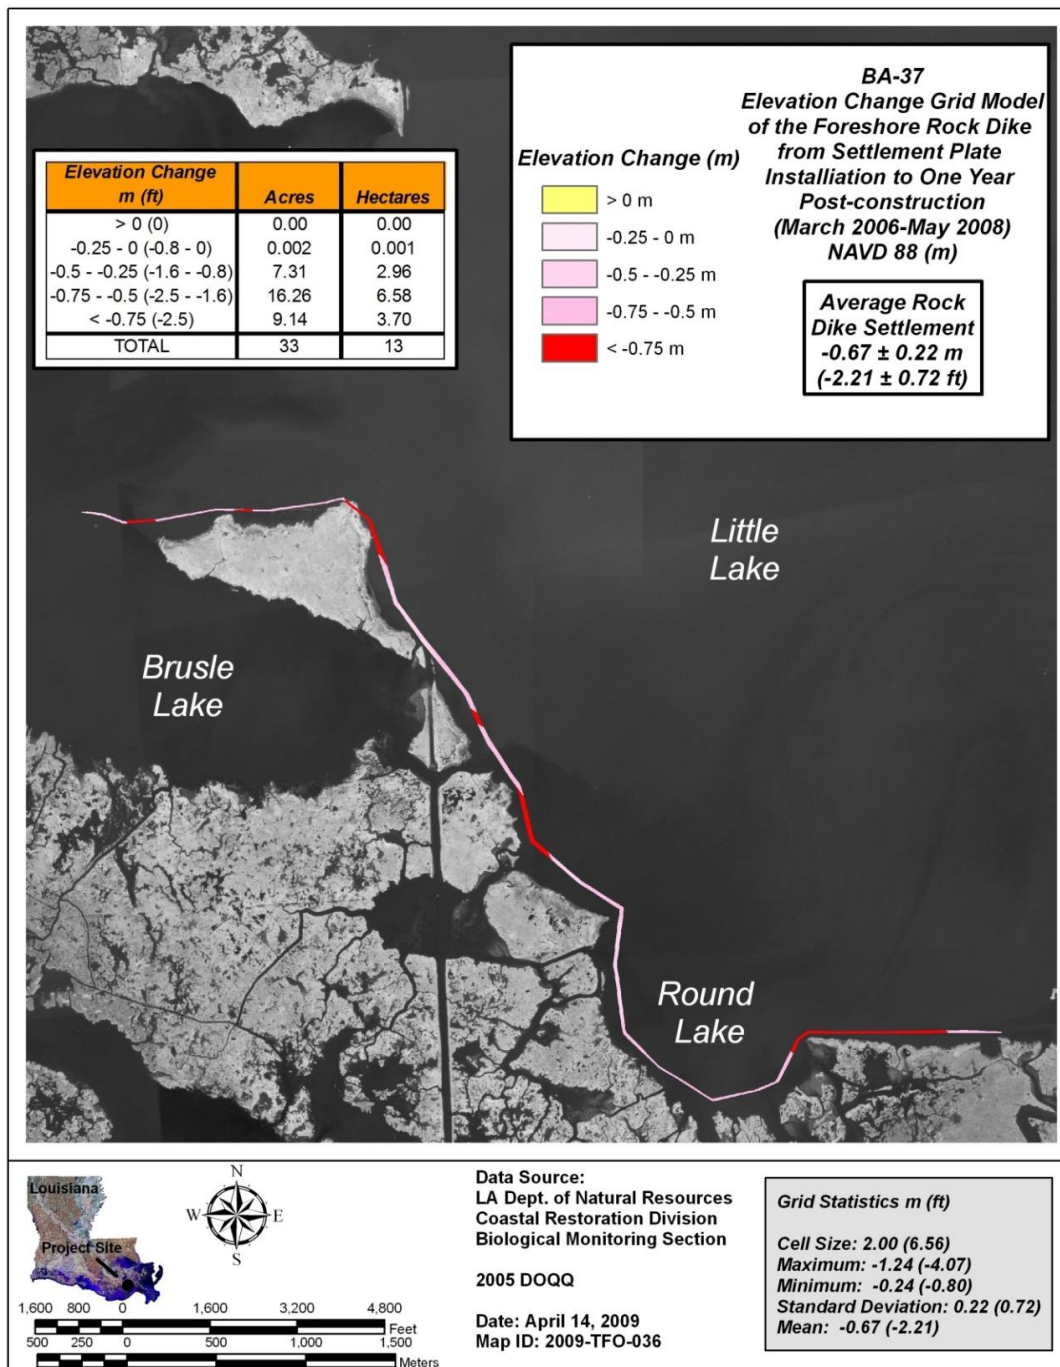 BA-37
Elevation Change Grid Model
of the Foreshore Rock Dike
from Settlement Plate
Installiation to One Year
Post-construction
(March 2006-May 2008)
NAVD 88 (m)
Elevation Change (m)
> 0 m
-0.25 - 0 m
-0.5 - -0.25 m
-0.75 - -0.5 m
< -0.75 m
Average Rock
Dike Settlement
-0.67 ± 0.22 m
(-2.21 ± 0.72 ft)
Elevation Change
m (ft) Acres Hectares
> 0 (0) 0.00 0.00
-0.25 - 0 (-0.8 - 0) 0.002 0.001
-0.5 - -0.25 (-1.6 - -0.8) 7.31 2.96
-0.75 - -0.5 (-2.5 - -1.6) 16.26 6.58
< -0.75 (-2.5) 9.14 3.70
TOTAL 33 13
Little
Lake
Brusle
Lake
Round
Lake
Louisiana
Project Site
N
W E
S
1,600 800 0 1,600 3,200 4,800
Feet
500 250 0 500 1,000 1,500
Meters
Data Source:
LA Dept. of Natural Resources
Coastal Restoration Division
Biological Monitoring Section
2005 DOQQ
Date: April 14, 2009
Map ID: 2009-TFO-036
Grid Statistics m (ft)
Cell Size: 2.00 (6.56)
Maximum: -1.24 (-4.07)
Minimum: -0.24 (-0.80)
Standard Deviation: 0.22 (0.72)
Mean: -0.67 (-2.21)